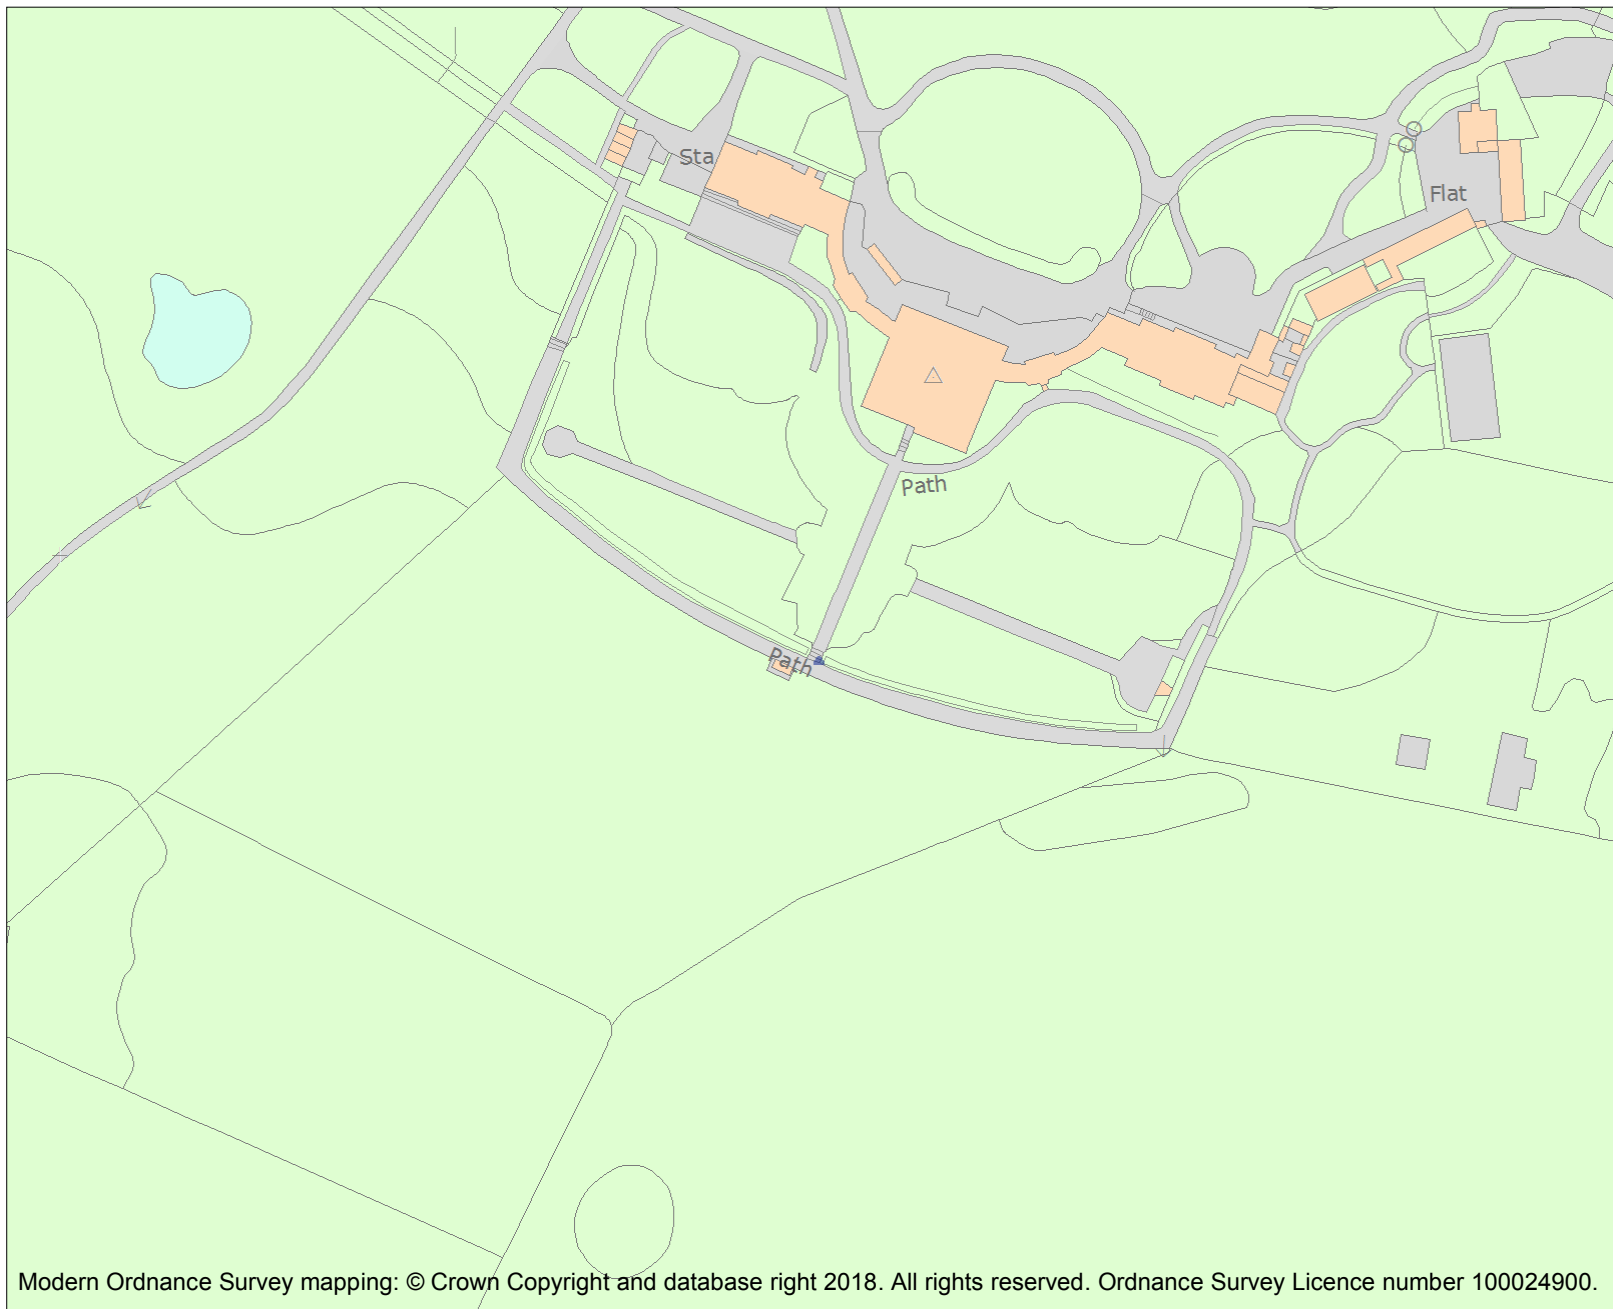 Sta
Flat
Path
Path
Modern Ordnance Survey mapping: © Crown Copyright and database right 2018. All rights reserved. Ordnance Survey Licence number 100024900.